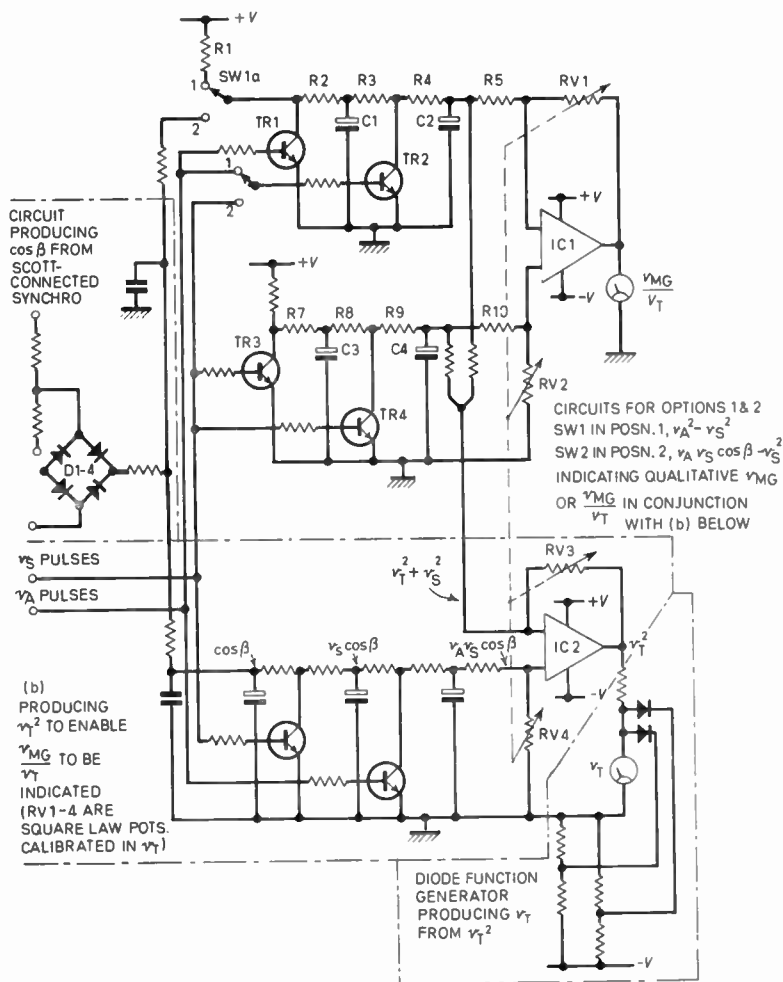 +V
R1
SW1a
1
2
R2
R3
R4
R5
RV1
TR1
C1
C2
TR2
1
2
+V
IC1
-V
v_MG
v_T
CIRCUIT
PRODUCING
cos β FROM
SCOTT-
CONNECTED
SYNCHRO
+V
R7
R8
R9
R10
TR3
C3
C4
RV2
TR4
D1-4
CIRCUITS FOR OPTIONS 1&2
SW1 IN POSN. 1, v_A² - v_S²
SW2 IN POSN. 2, v_A v_S cos β - v_S²
INDICATING QUALITATIVE v_MG
OR v_MG/v_T IN CONJUNCTION
WITH (b) BELOW
v_S PULSES
v_A PULSES
v_T² + v_S²
RV3
+V
IC2
v_T²
-V
cos β
v_S cos β
v_A v_S cos β
RV4
v_T
(b)
PRODUCING
v_T² TO ENABLE
v_MG
v_T TO BE
INDICATED
(RV1-4 ARE
SQUARE LAW POTS.
CALIBRATED IN v_T)
DIODE FUNCTION
GENERATOR
PRODUCING v_T
FROM v_T²
-V